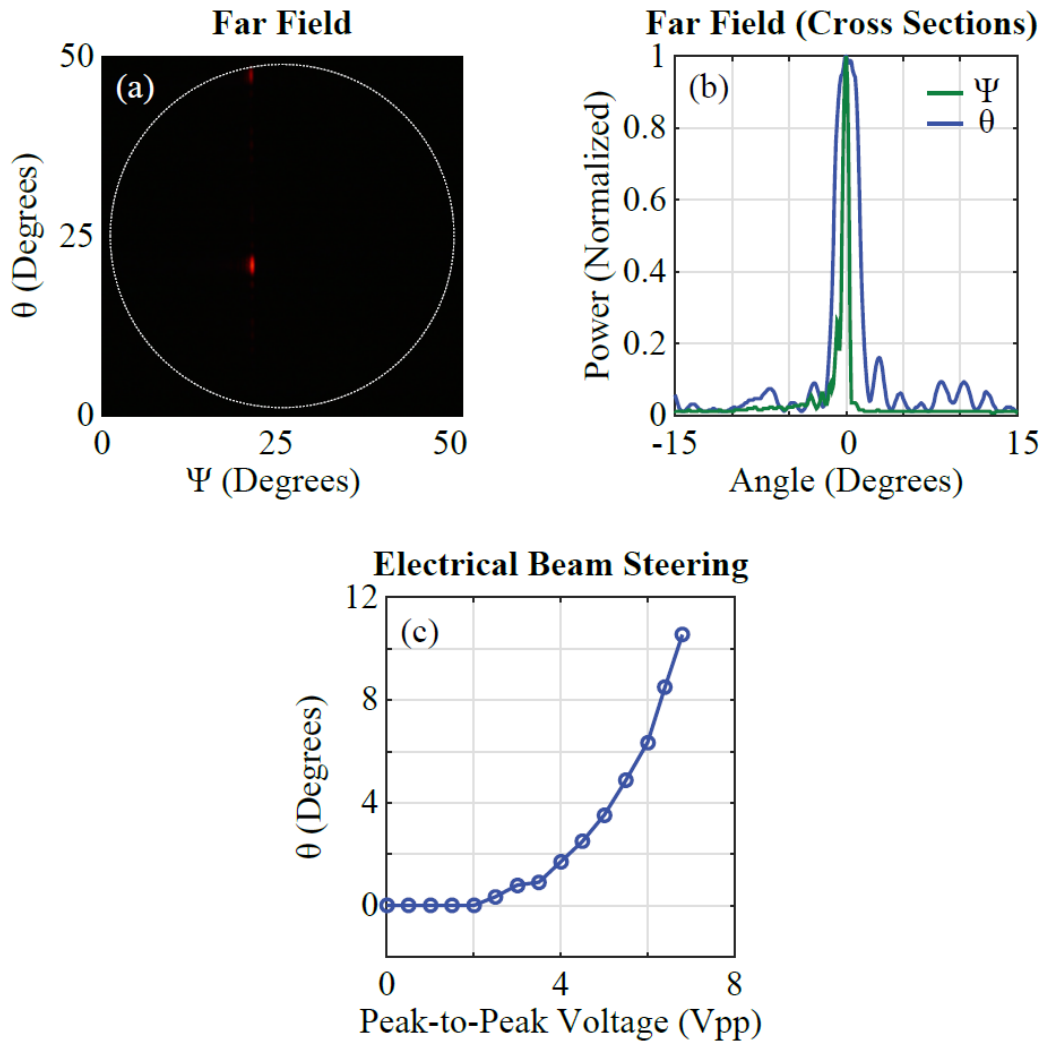 Far Field
(a)
50
25
0
θ (Degrees)
0 25 50
Ψ (Degrees)
Far Field (Cross Sections)
(b)
Ψ
θ
1
0.8
0.6
0.4
0.2
0
Power (Normalized)
-15 0 15
Angle (Degrees)
Electrical Beam Steering
(c)
12
8
4
0
θ (Degrees)
0 4 8
Peak-to-Peak Voltage (Vpp)